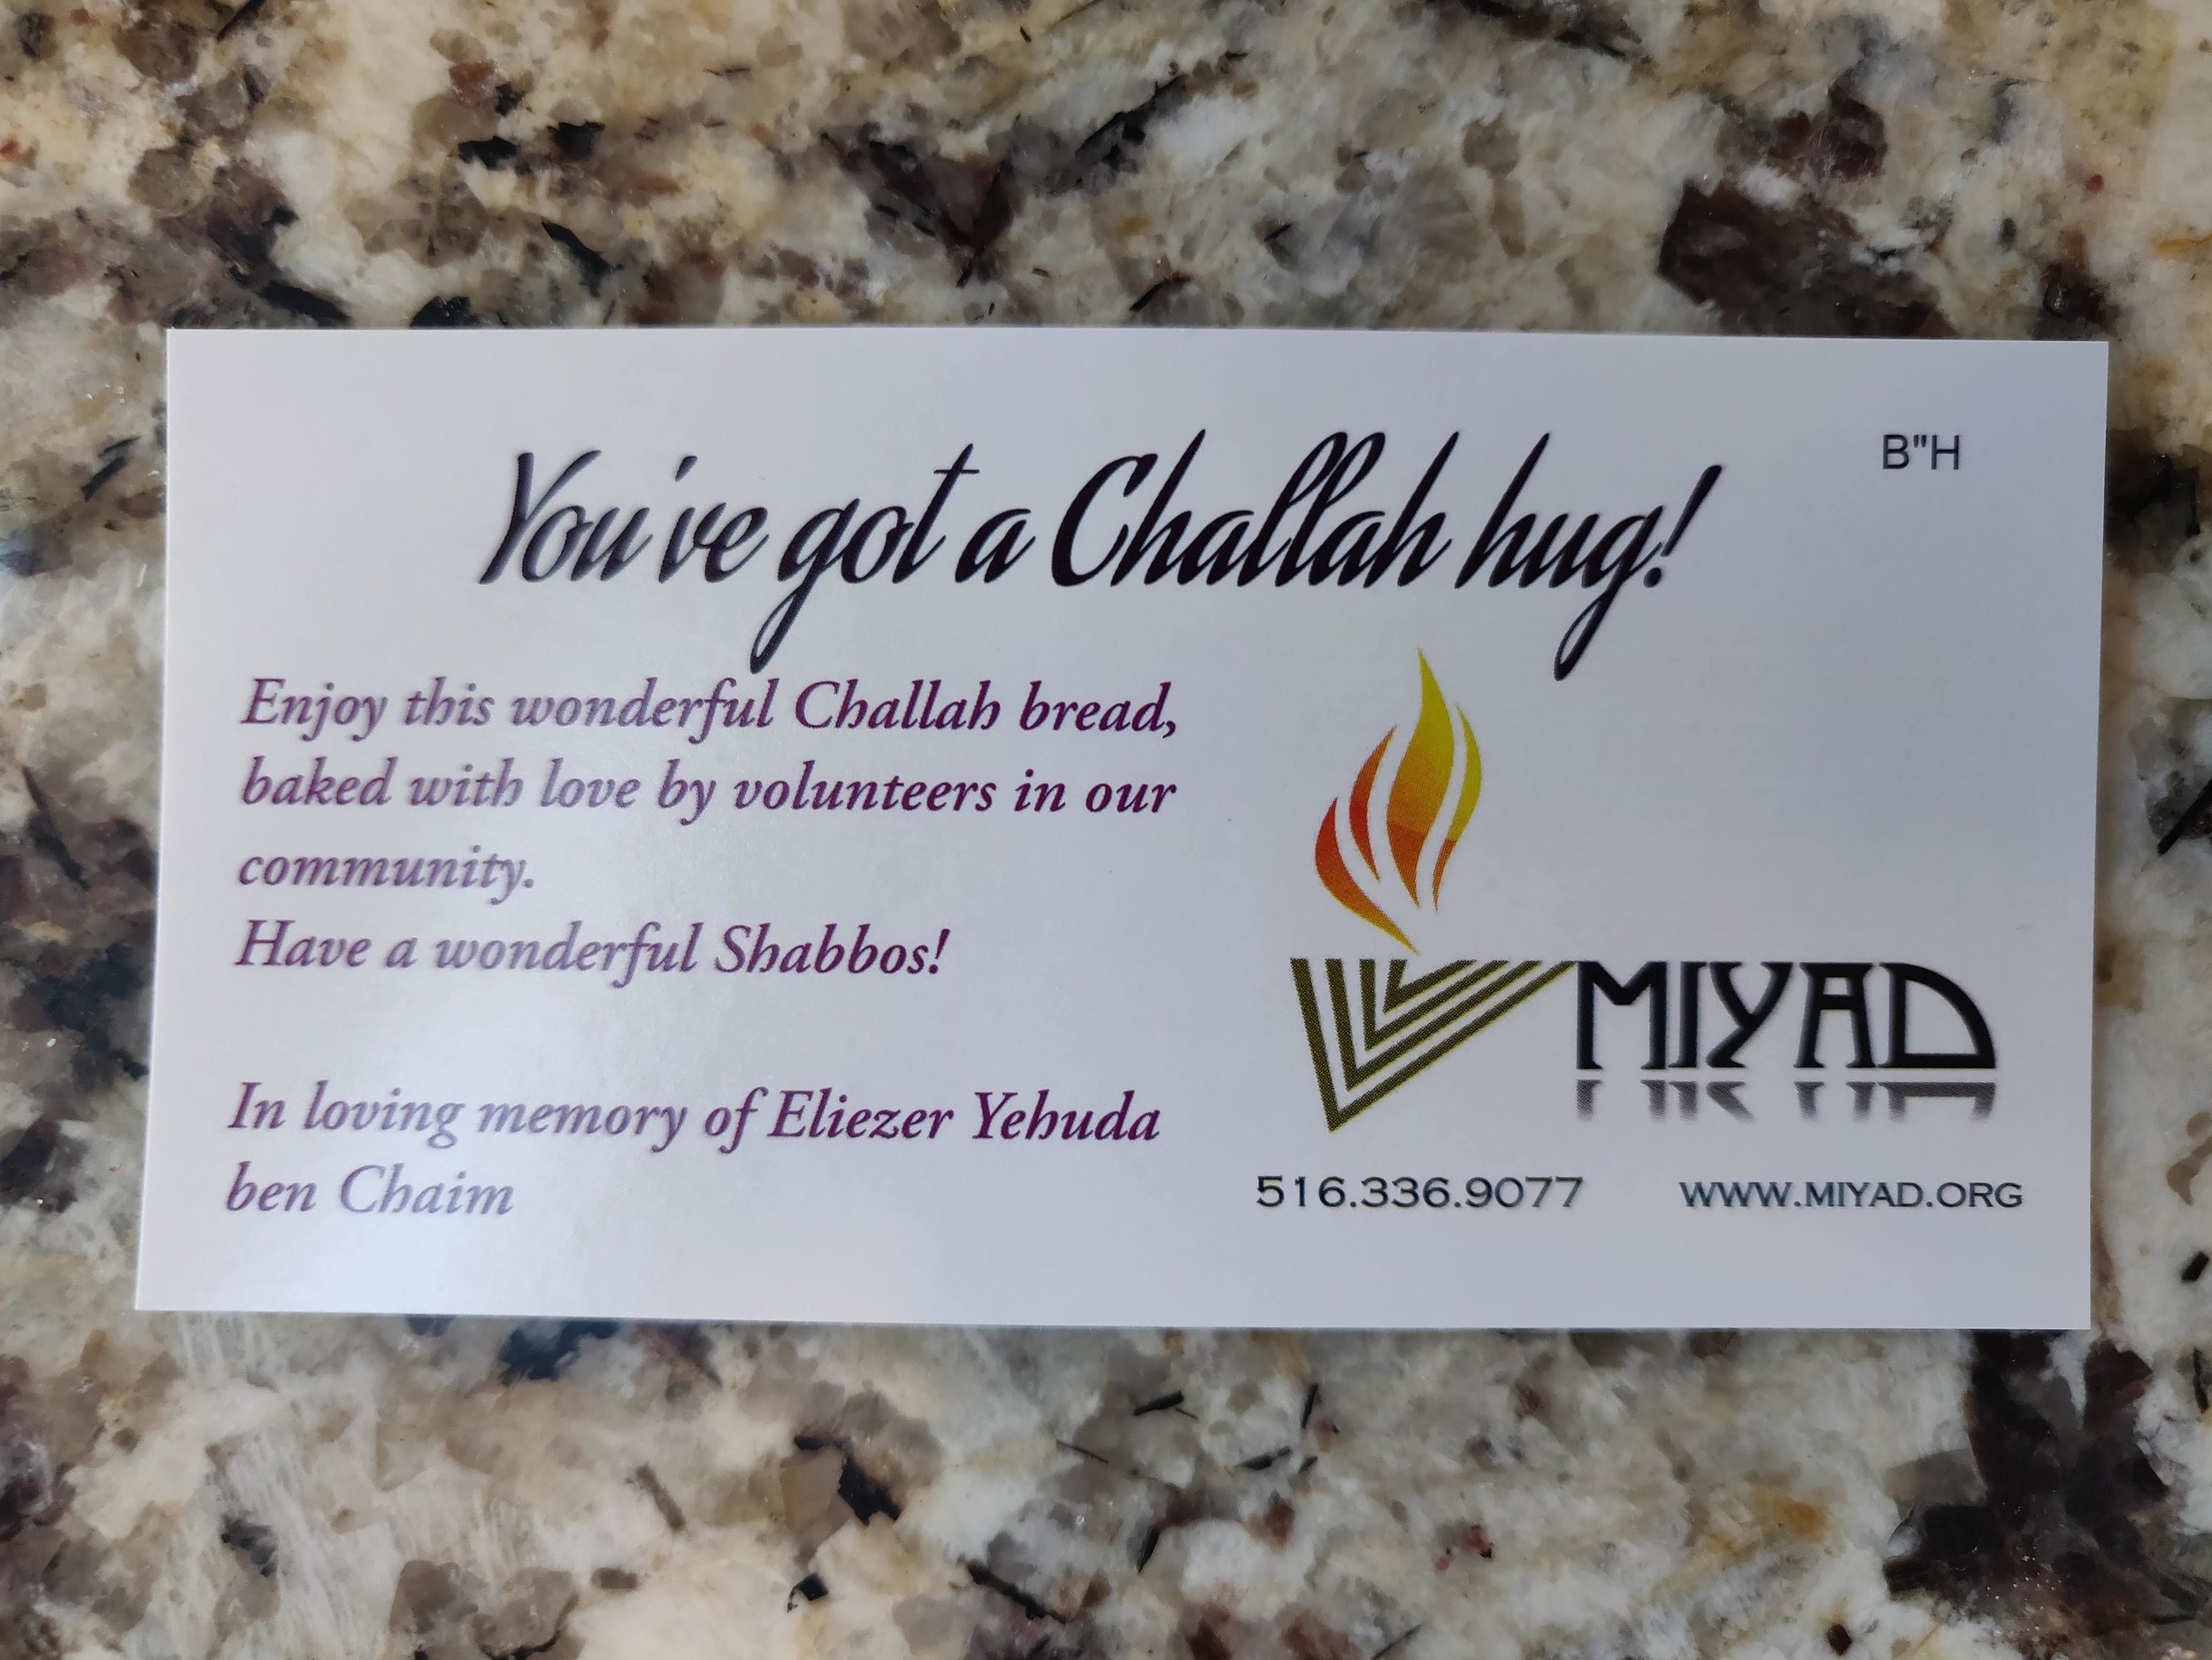 B"H
You've got a Challah hug!
Enjoy this wonderful Challah bread,
baked with love by volunteers in our
community.
Have a wonderful Shabbos!
In loving memory of Eliezer Yehuda
ben Chaim
MIYAD
516.336.9077 WWW.MIYAD.ORG